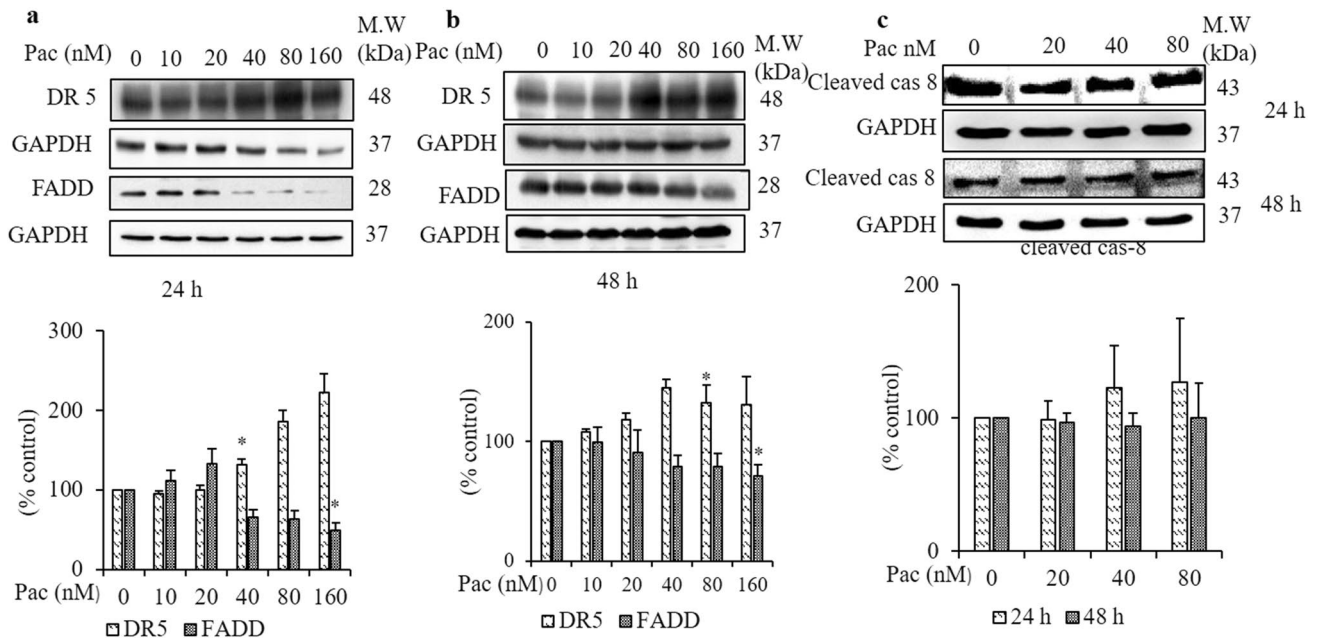 a
Pac (nM) 0 10 20 40 80 160 M.W (kDa)
DR 5 48
GAPDH 37
FADD 28
GAPDH 37
24 h
300
200
100
0
(% control)
* *
Pac (nM) 0 10 20 40 80 160
DR5 FADD
b
Pac (nM) 0 10 20 40 80 160 M.W (kDa)
DR 5 48
GAPDH 37
FADD 28
GAPDH 37
48 h
200
100
0
(% control)
* *
Pac (nM) 0 10 20 40 80 160
DR5 FADD
c
Pac nM 0 20 40 80 M.W (kDa)
Cleaved cas 8 43
GAPDH 37
24 h
Cleaved cas 8 43
GAPDH 37
48 h
cleaved cas-8
200
100
0
(% control)
Pac (nM) 0 20 40 80
24 h 48 h